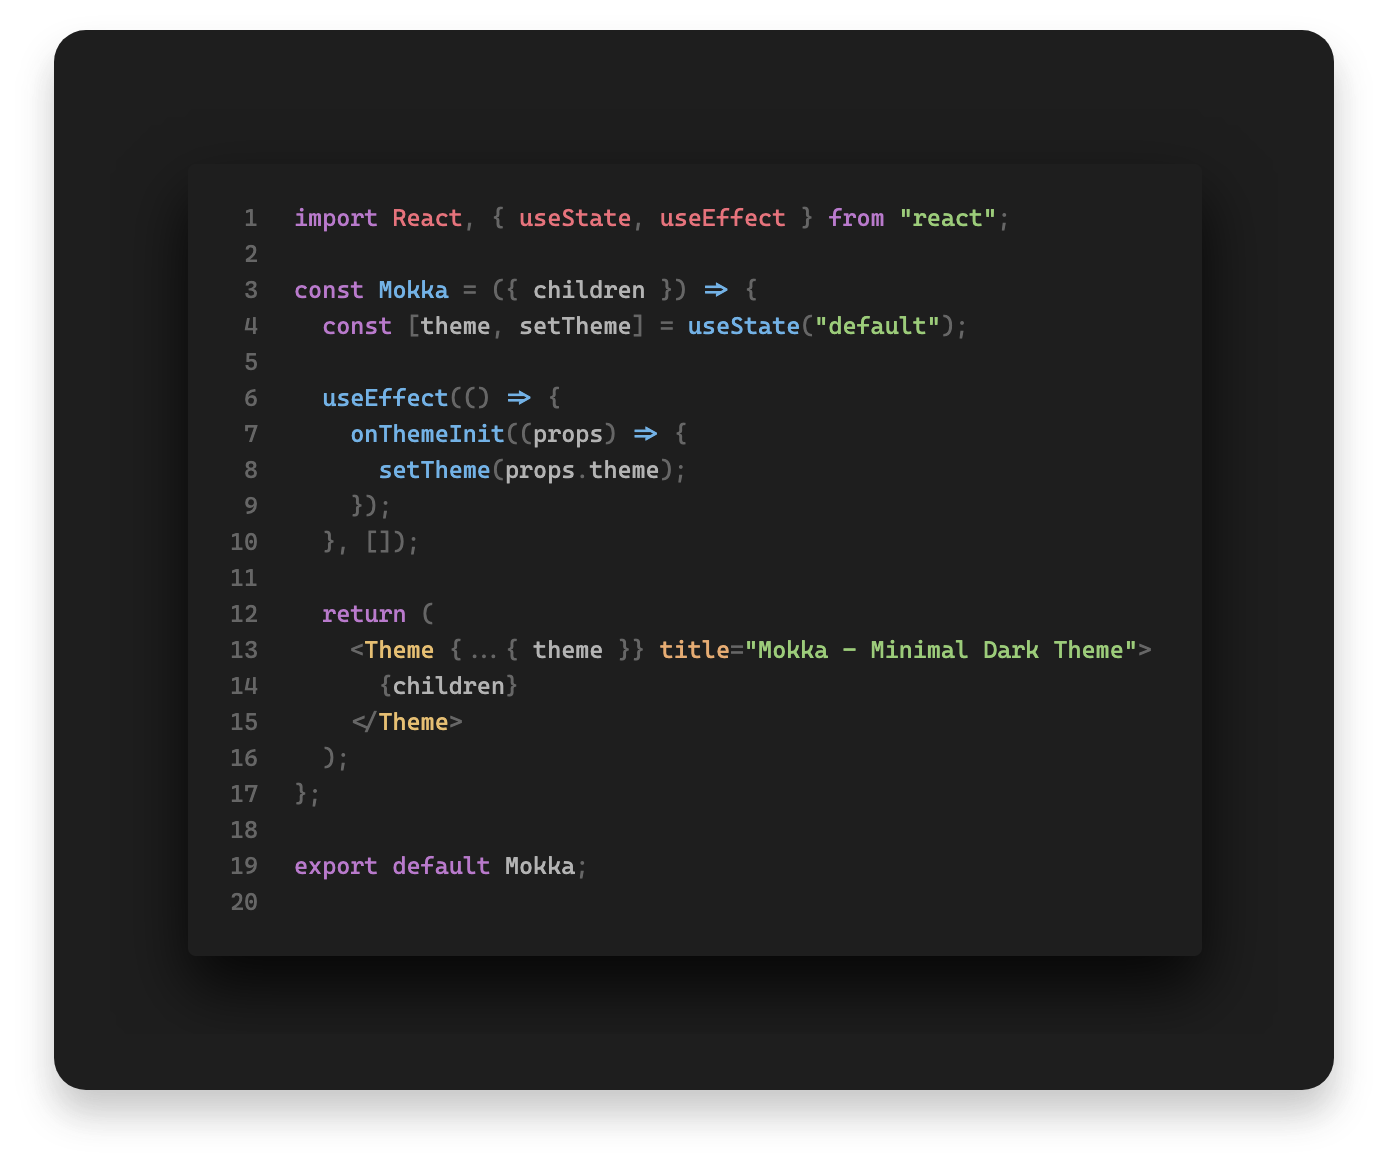 1 import React, { useState, useEffect } from "react";
2
3 const Mokka = ({ children }) => {
4   const [theme, setTheme] = useState("default");
5
6   useEffect(() => {
7     onThemeInit((props) => {
8       setTheme(props.theme);
9     });
10   }, []);
11
12   return (
13     <Theme {...{ theme }} title="Mokka - Minimal Dark Theme">
14       {children}
15     </Theme>
16   );
17 };
18
19 export default Mokka;
20